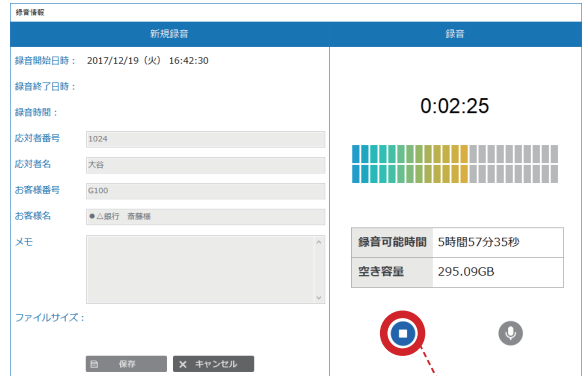 録音情報
新規録音
録音開始日時： 2017/12/19（火） 16:42:30
録音終了日時：
録音時間：
応対者番号 1024
応対者名 大谷
お客様番号 G100
お客様名 ●△銀行　斎藤様
メモ
ファイルサイズ：
保存 × キャンセル
録音
0:02:25
録音可能時間 5時間57分35秒
空き容量 295.09GB